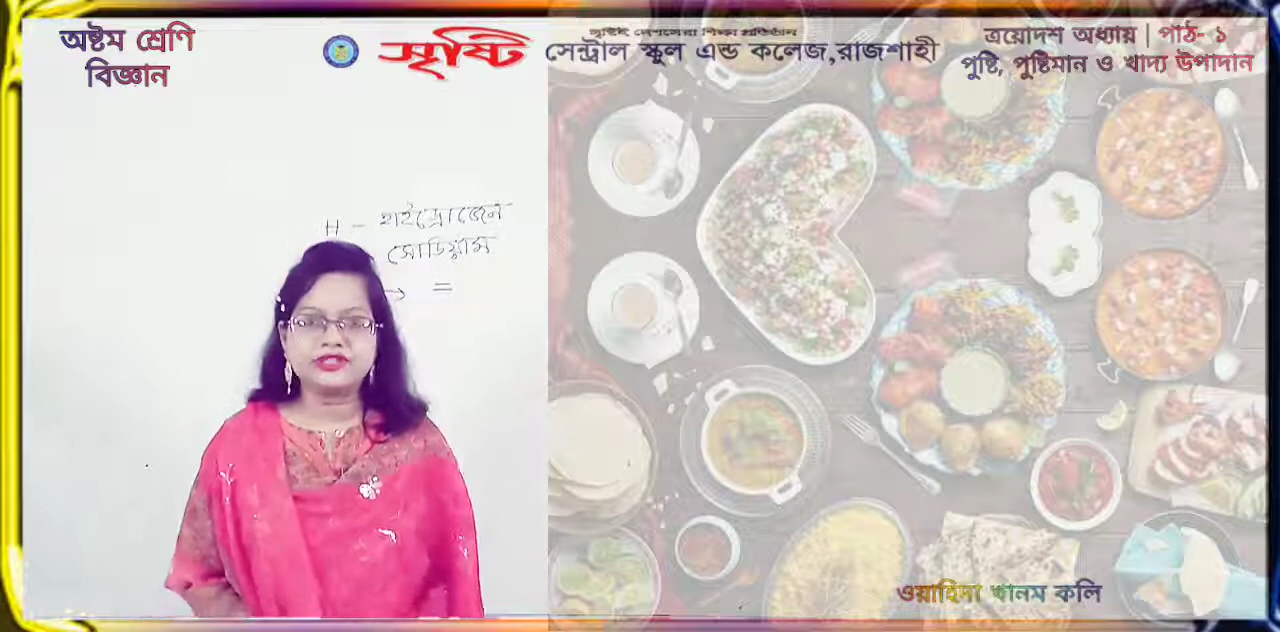 অষ্টম শ্রেণি
বিজ্ঞান
সৃষ্টি সেন্ট্রাল স্কুল এন্ড কলেজ,রাজশাহী
ত্রয়োদশ অধ্যায় | পাঠ- ১
পুষ্টি, পুষ্টিমান ও খাদ্য উপাদান
H - হাইড্রোজেন
সোডিয়াম
→ =
ওয়াহিদা খানম কলি